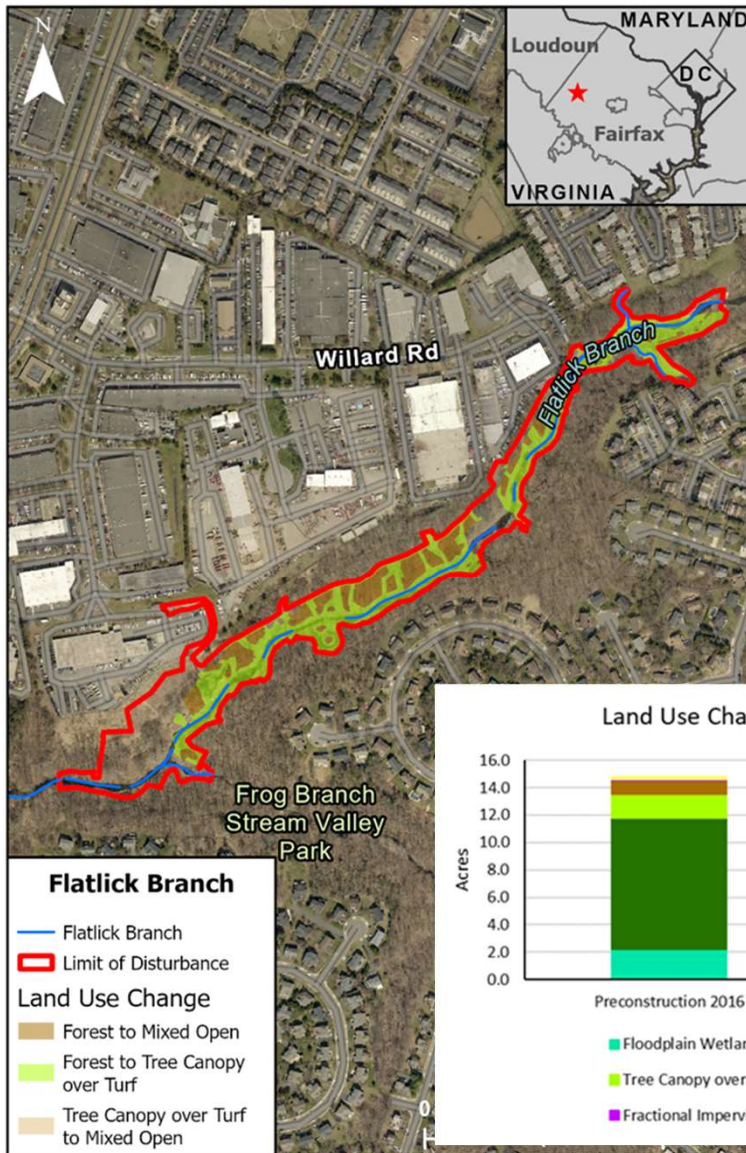 N
MARYLAND
Loudoun
DC
Fairfax
VIRGINIA
Willard Rd
Flatlick Branch
Frog Branch
Stream Valley
Park
Flatlick Branch
Flatlick Branch
Limit of Disturbance
Land Use Change
Forest to Mixed Open
Forest to Tree Canopy
over Turf
Tree Canopy over Turf
to Mixed Open
0
Land Use Cha
16.0
14.0
12.0
10.0
8.0
6.0
4.0
2.0
0.0
Acres
Preconstruction 2016
Floodplain Wetlan
Tree Canopy over
Fractional Imperv